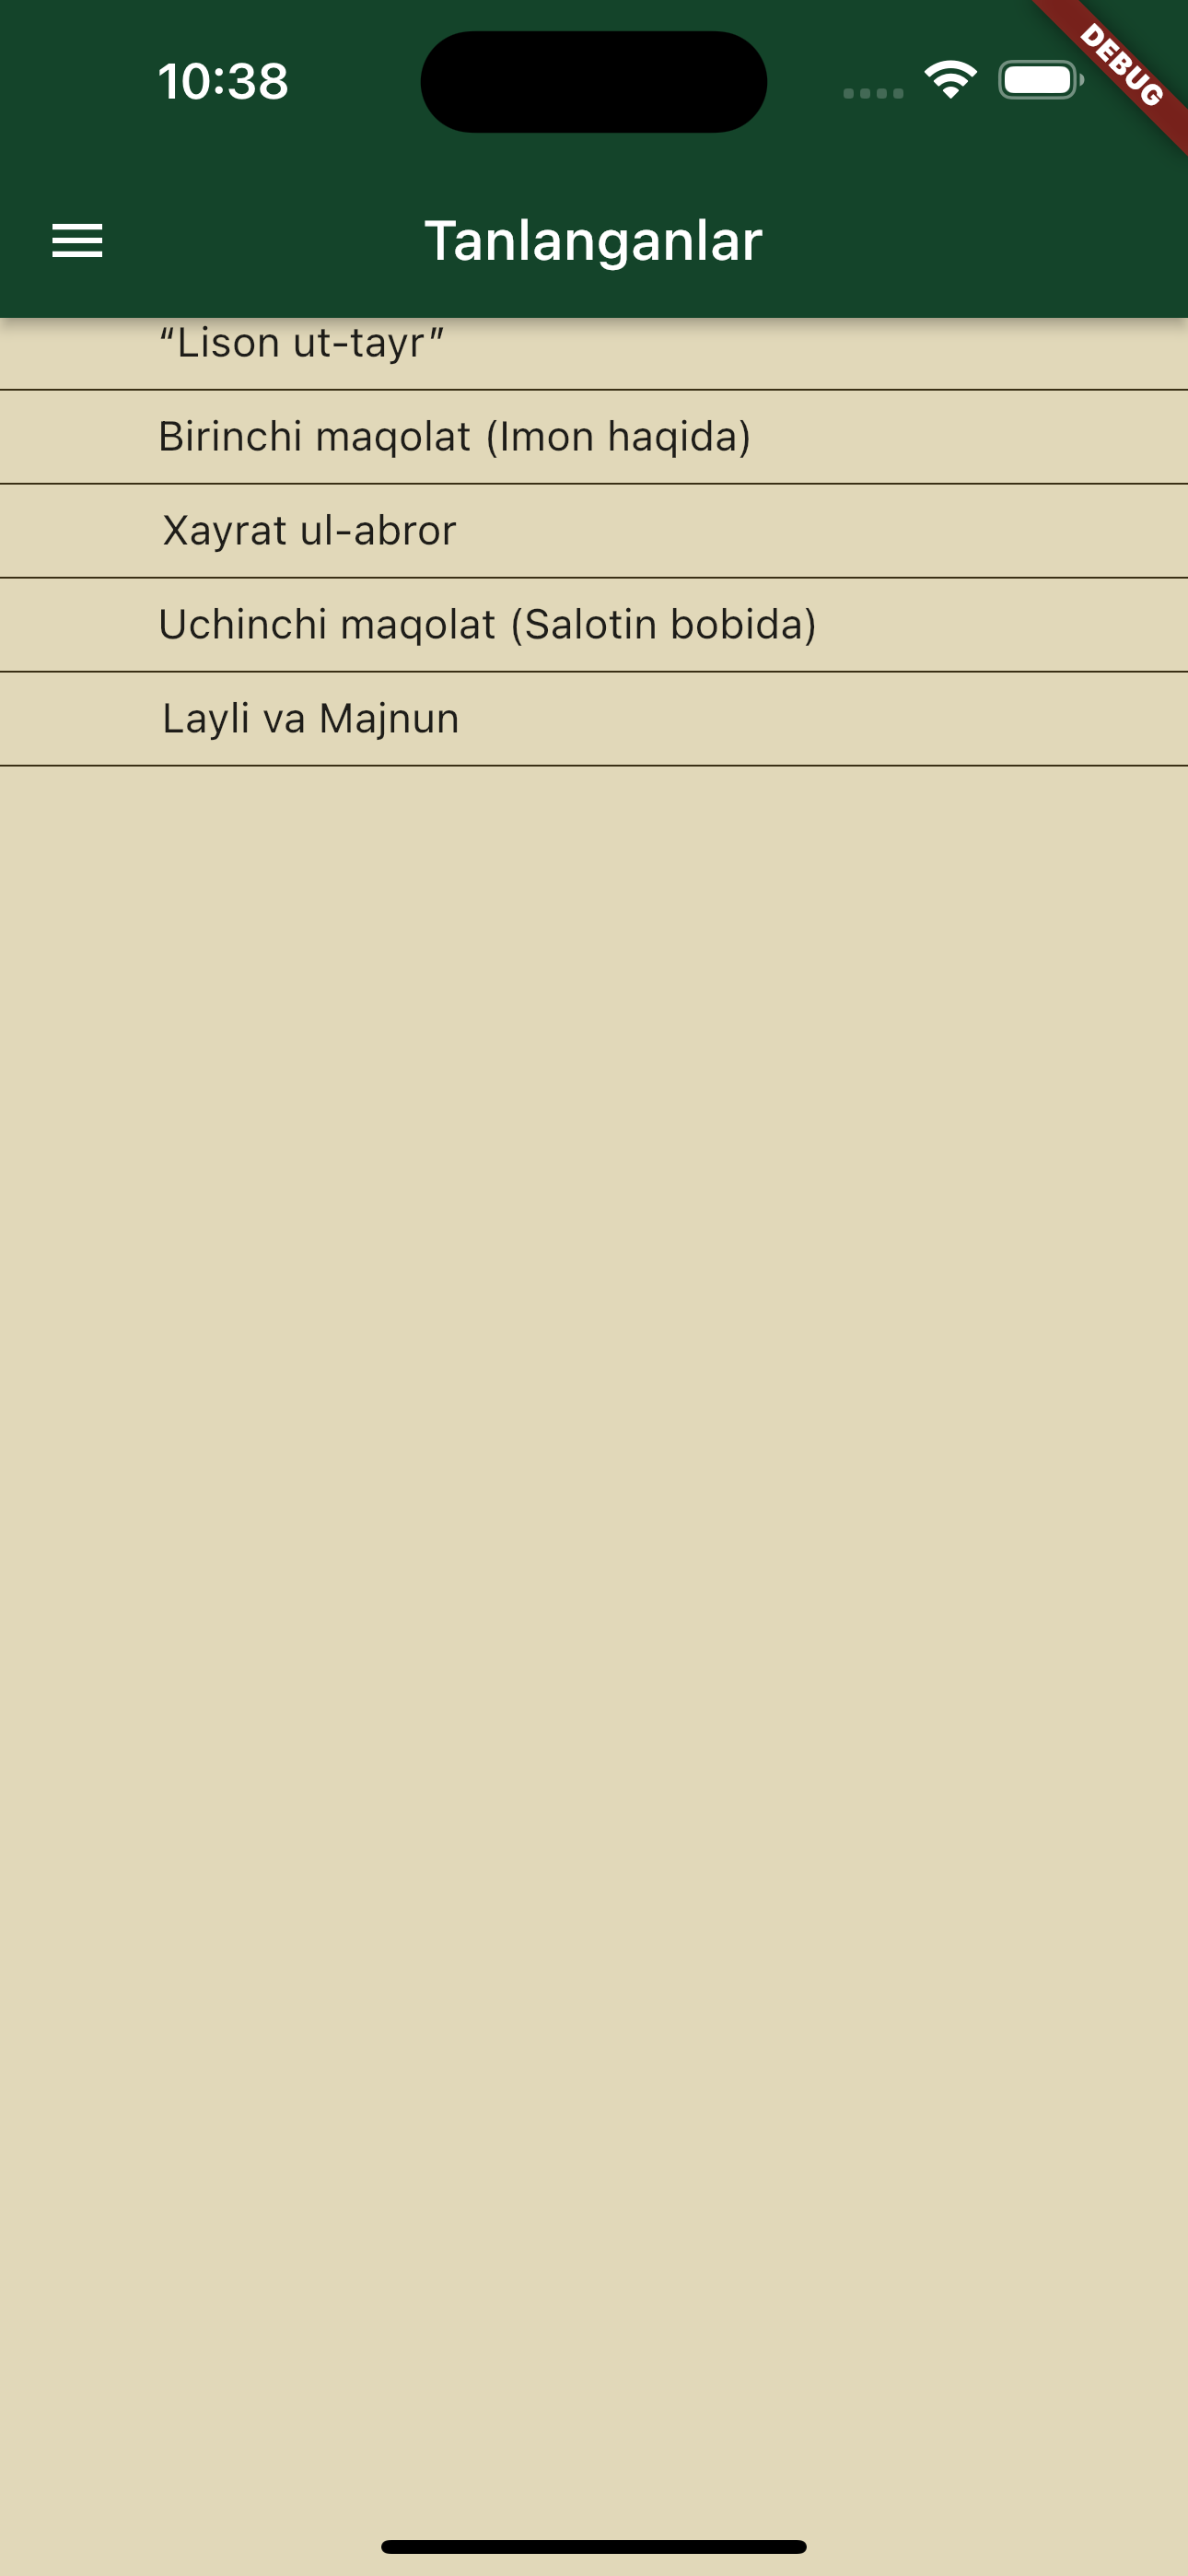 10:38
DEBUG
Tanlanganlar
“Lison ut-tayr”
Birinchi maqolat (Imon haqida)
Xayrat ul-abror
Uchinchi maqolat (Salotin bobida)
Layli va Majnun